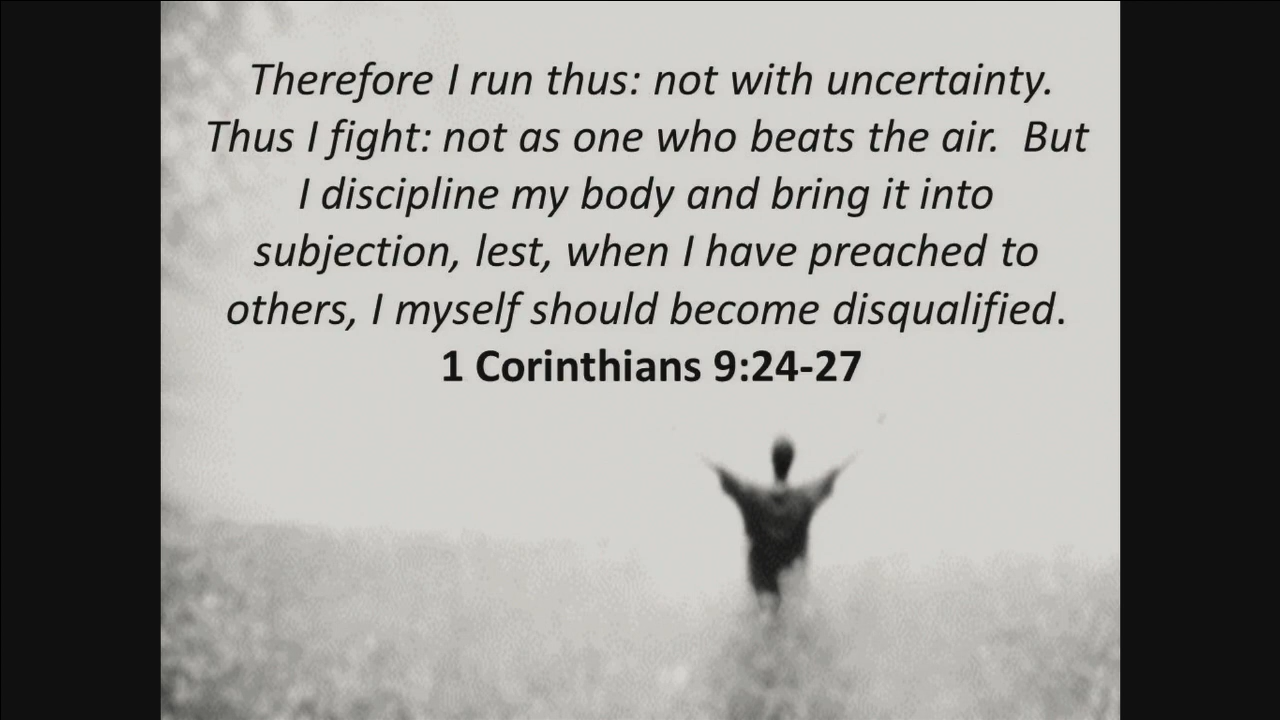 Therefore I run thus: not with uncertainty.
Thus I fight: not as one who beats the air.  But
I discipline my body and bring it into
subjection, lest, when I have preached to
others, I myself should become disqualified.
1 Corinthians 9:24-27